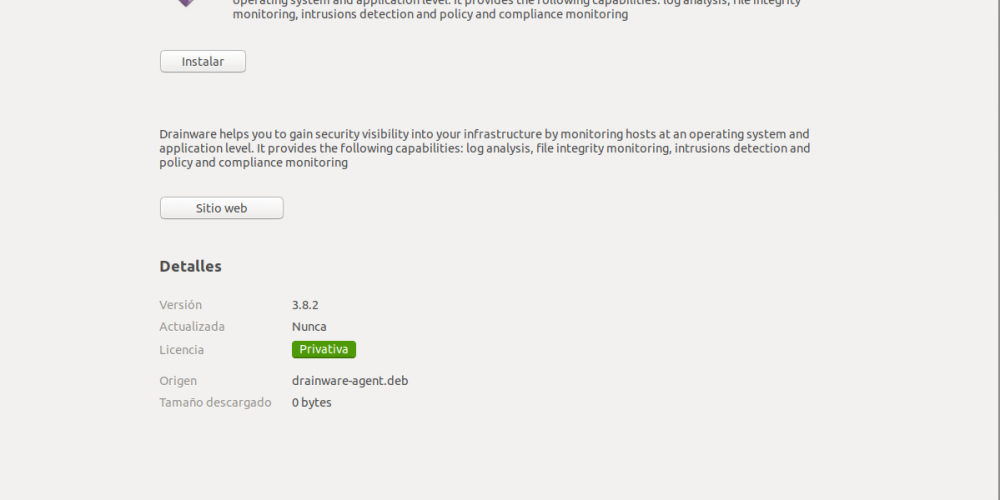 operating system and application level. It provides the following capabilities: log analysis, file integrity
monitoring, intrusions detection and policy and compliance monitoring
Instalar
Drainware helps you to gain security visibility into your infrastructure by monitoring hosts at an operating system and
application level. It provides the following capabilities: log analysis, file integrity monitoring, intrusions detection and
policy and compliance monitoring
Sitio web
Detalles
Versión 3.8.2
Actualizada Nunca
Licencia Privativa
Origen drainware-agent.deb
Tamaño descargado 0 bytes